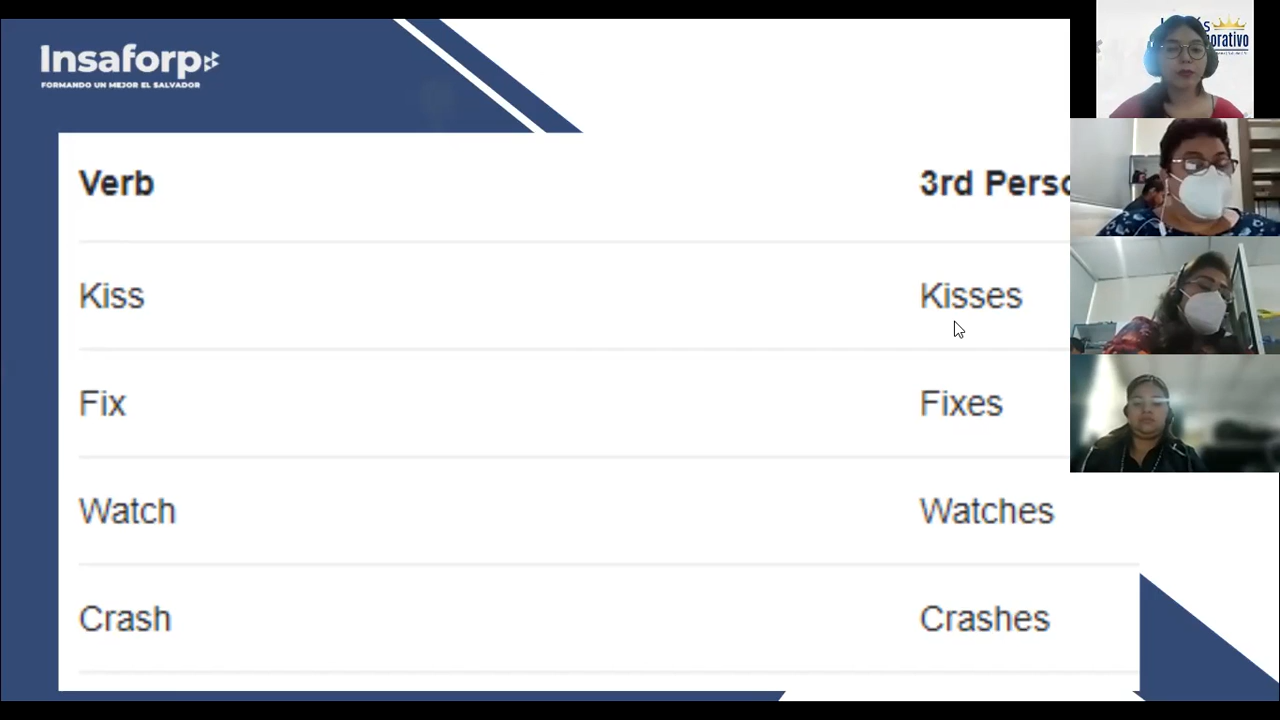 Insaforp
FORMANDO UN MEJOR EL SALVADOR
Verb 3rd Perso
Kiss Kisses
Fix Fixes
Watch Watches
Crash Crashes